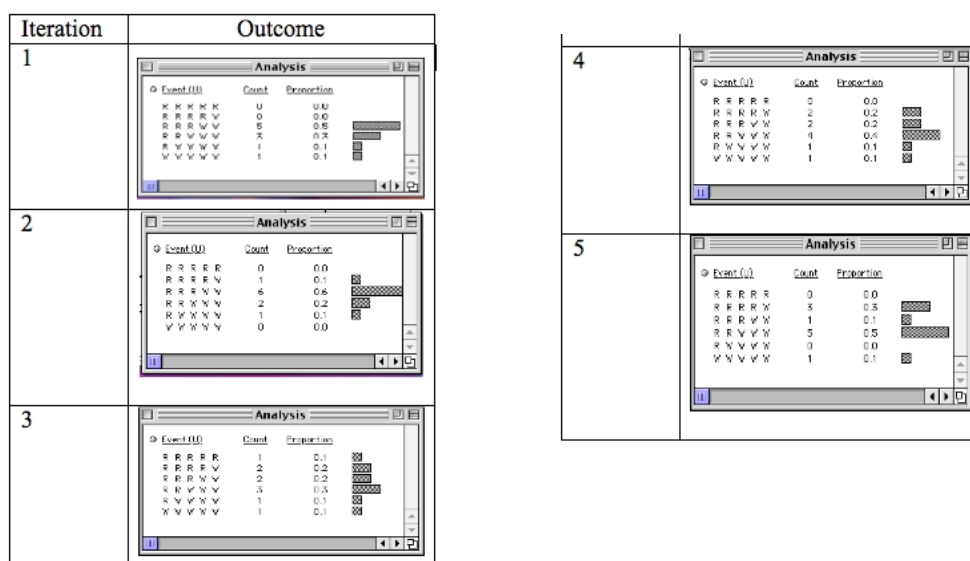 Iteration Outcome
1
Analysis
Event (U) Count Proportion
R R R R R 0 0.0
R R R R W 0 0.0
R R R W W 5 0.5
R R W W W 3 0.3
R W W W W 1 0.1
W W W W W 1 0.1
2
Analysis
Event (U) Count Proportion
R R R R R 0 0.0
R R R R W 1 0.1
R R R W W 6 0.6
R R W W W 2 0.2
R W W W W 1 0.1
W W W W W 0 0.0
3
Analysis
Event (U) Count Proportion
R R R R R 1 0.1
R R R R W 2 0.2
R R R W W 2 0.2
R R W W W 3 0.3
R W W W W 1 0.1
W W W W W 1 0.1
4
Analysis
Event (U) Count Proportion
R R R R R 0 0.0
R R R R W 2 0.2
R R R W W 2 0.2
R R W W W 4 0.4
R W W W W 1 0.1
W W W W W 1 0.1
5
Analysis
Event (U) Count Proportion
R R R R R 0 0.0
R R R R W 3 0.3
R R R W W 1 0.1
R R W W W 5 0.5
R W W W W 0 0.0
W W W W W 1 0.1